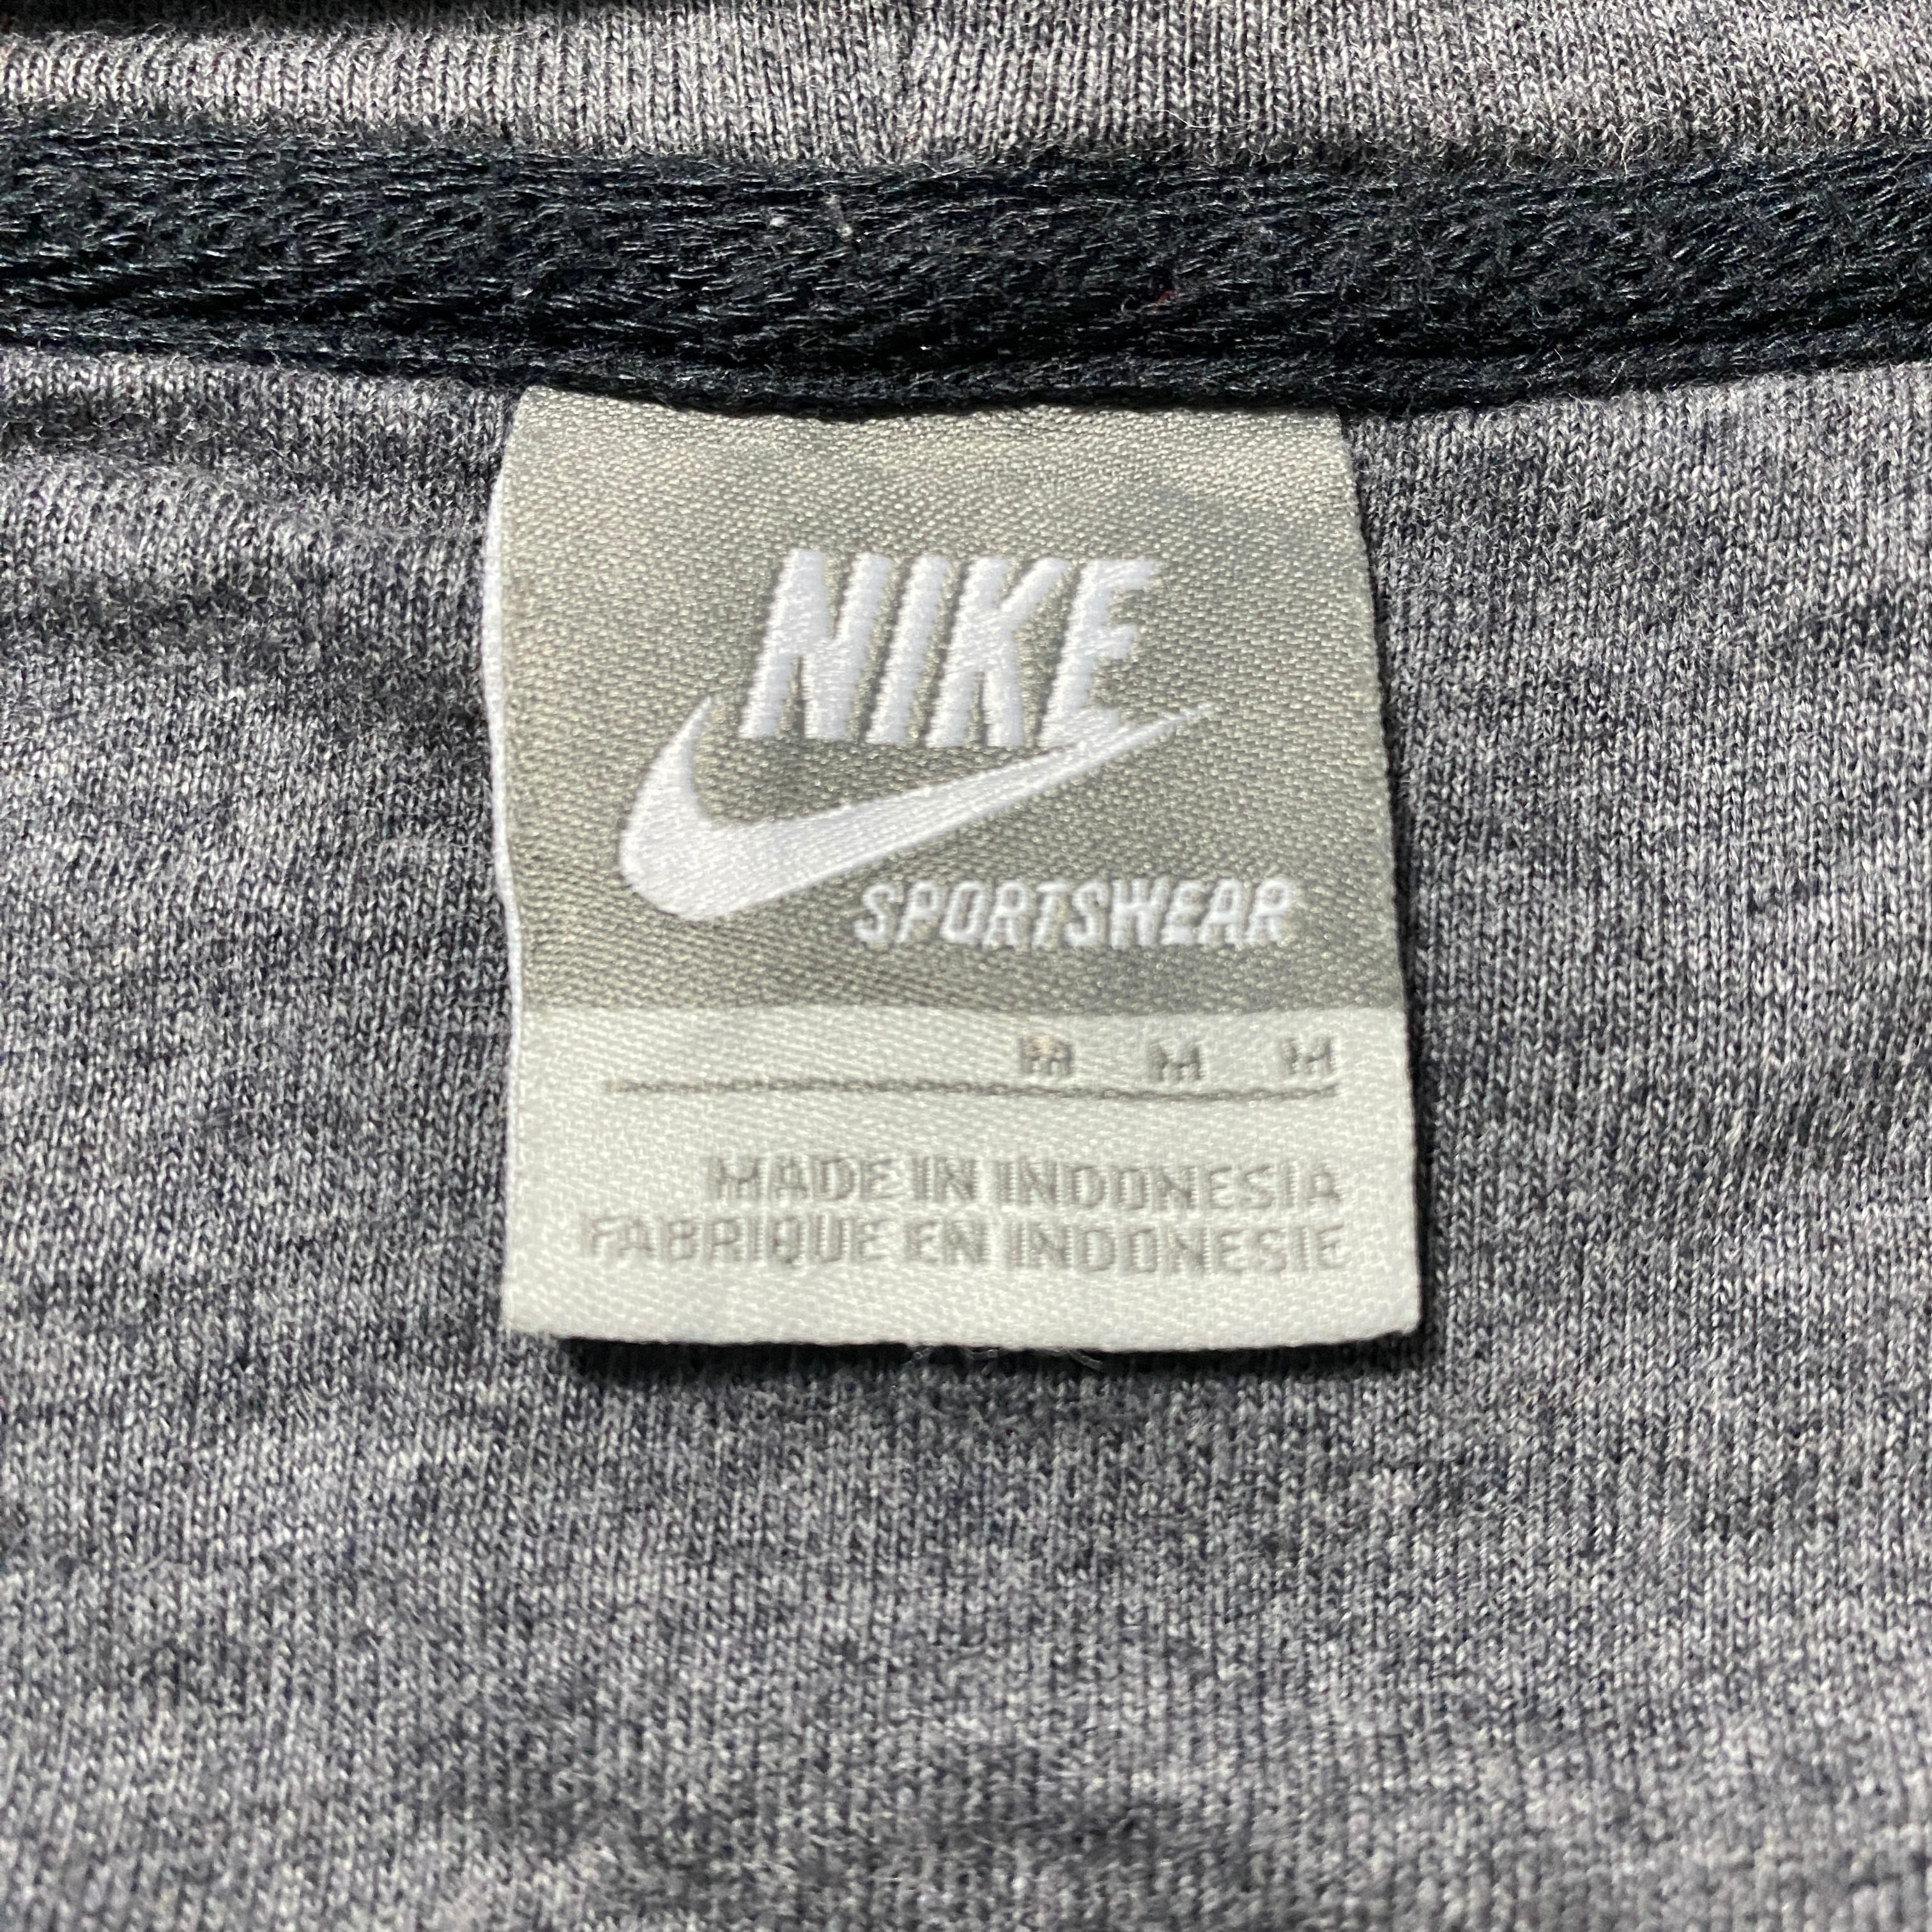 NIKE
SPORTSWEAR
M M M
MADE IN INDONESIA
FABRIQUE EN INDONESIE